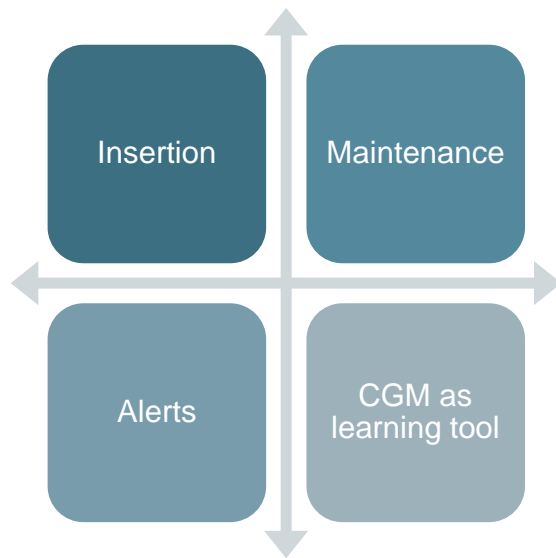 Insertion
Maintenance
Alerts
CGM as
learning tool